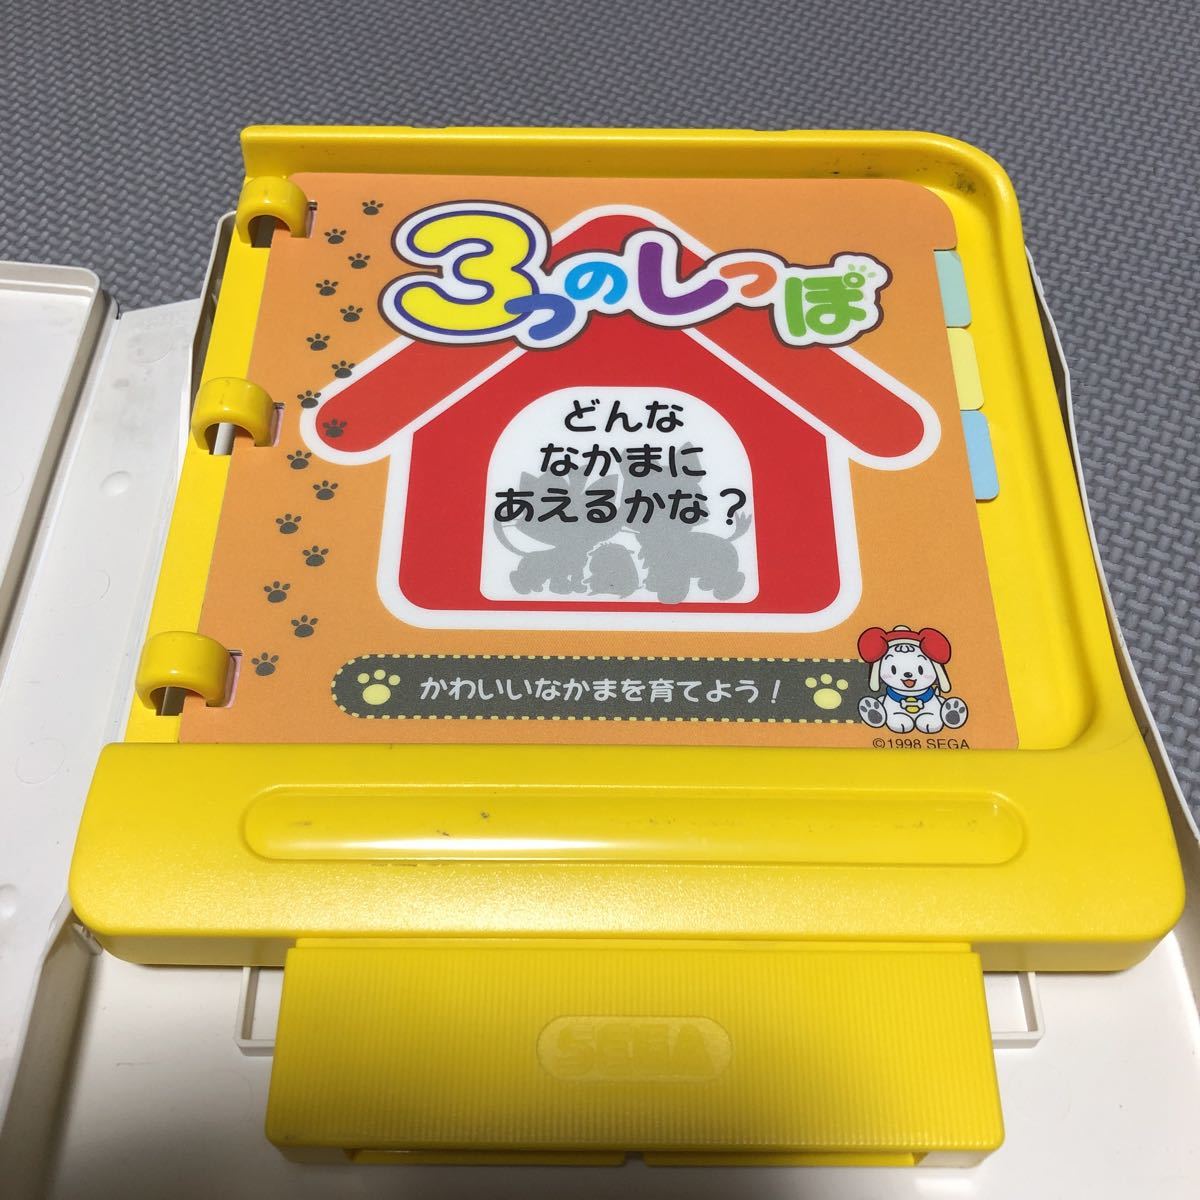 3つのしっぽ
どんな
なかまに
あえるかな?
かわいいなかまを育てよう!
©1998 SEGA
SEGA